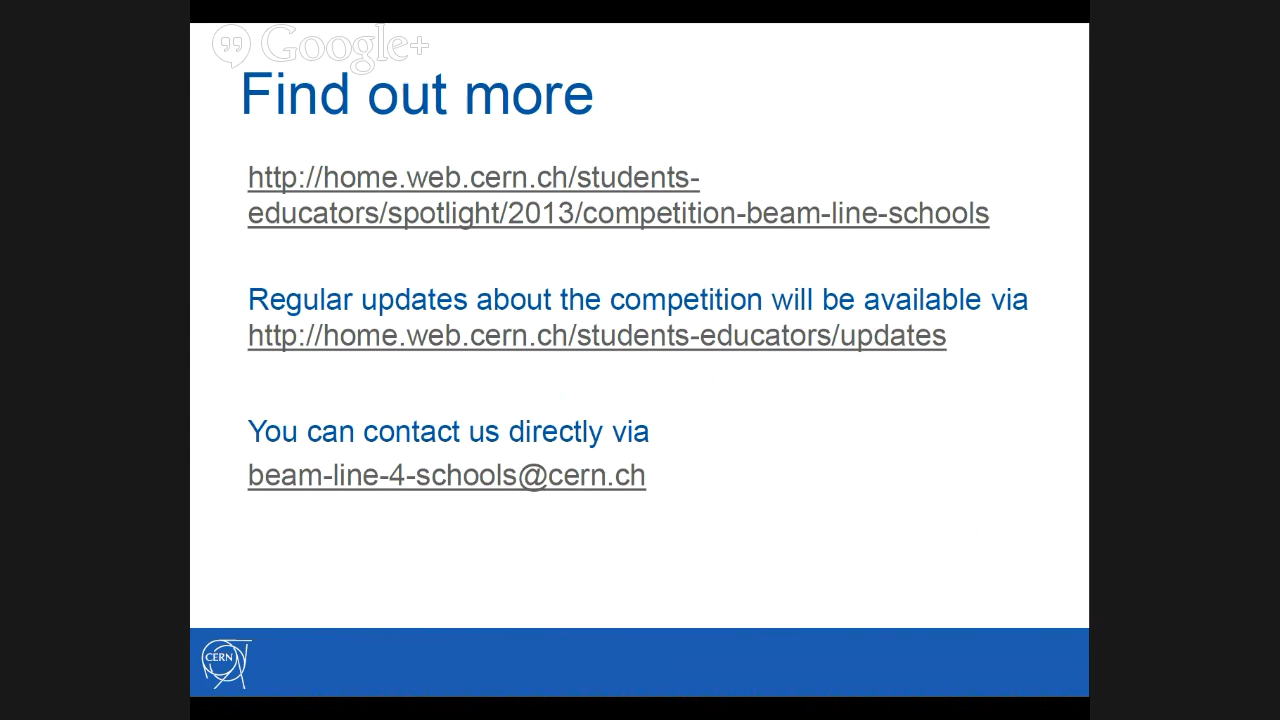 Google+
Find out more
http://home.web.cern.ch/students-
educators/spotlight/2013/competition-beam-line-schools
Regular updates about the competition will be available via
http://home.web.cern.ch/students-educators/updates
You can contact us directly via
beam-line-4-schools@cern.ch
CERN